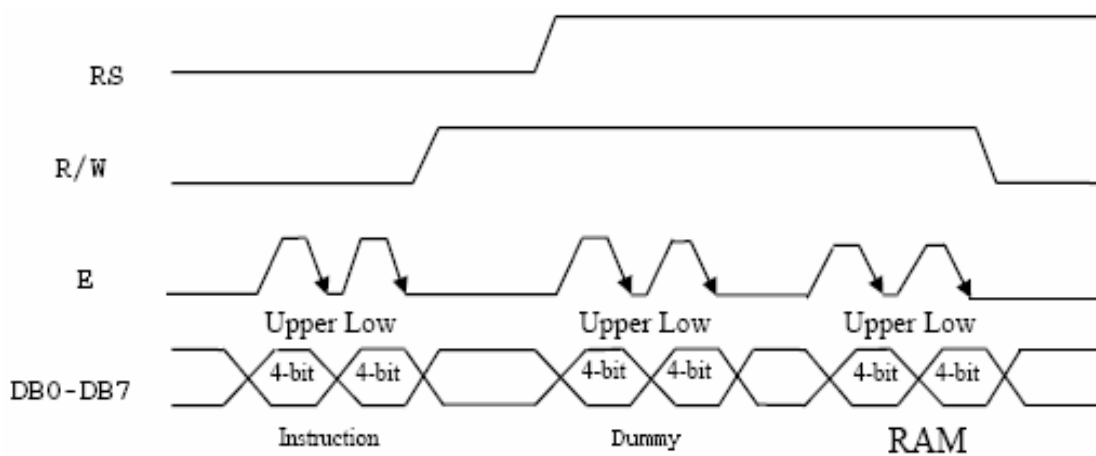 RS
R/W
E
Upper Low Upper Low Upper Low
DB0-DB7 4-bit 4-bit 4-bit 4-bit 4-bit 4-bit
Instruction Dummy RAM